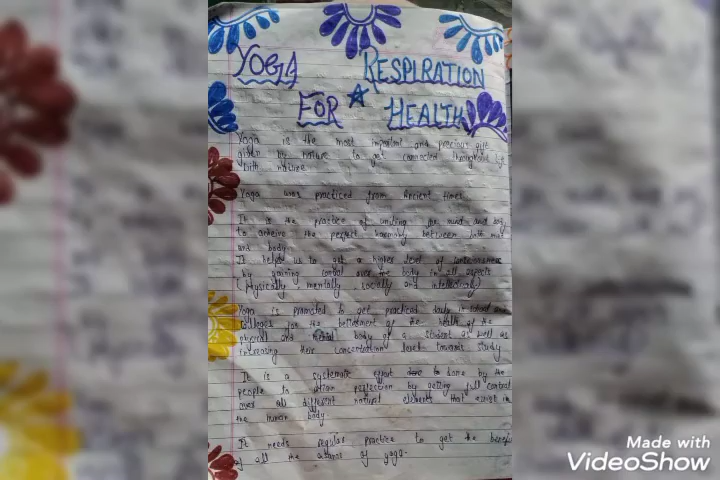 YOGA RESPIRATION
FOR HEALTH
Yoga is the most important and precious gift
given by nature to get connected throughout life
with nature
Yoga was practiced from Ancient times
It is the practice of uniting the mind and body
to acheive the perfect harmony between both mind
and body
It helps us to get a higher level of consciousness
by gaining control over the body in all aspects
(physically mentally socially and intellectually)
Yoga is promoted to get practiced daily in school and
colleges for the betterment of the health of the
physical and mental body of a student as well as
increasing their concentration level towards study
It is a systematic effort done by the
people to attain perfection by getting full control
over all different natural elements that exist in
the human body
It needs regular practice to get the benefit
of all the asanas of yoga.
Made with
VideoShow